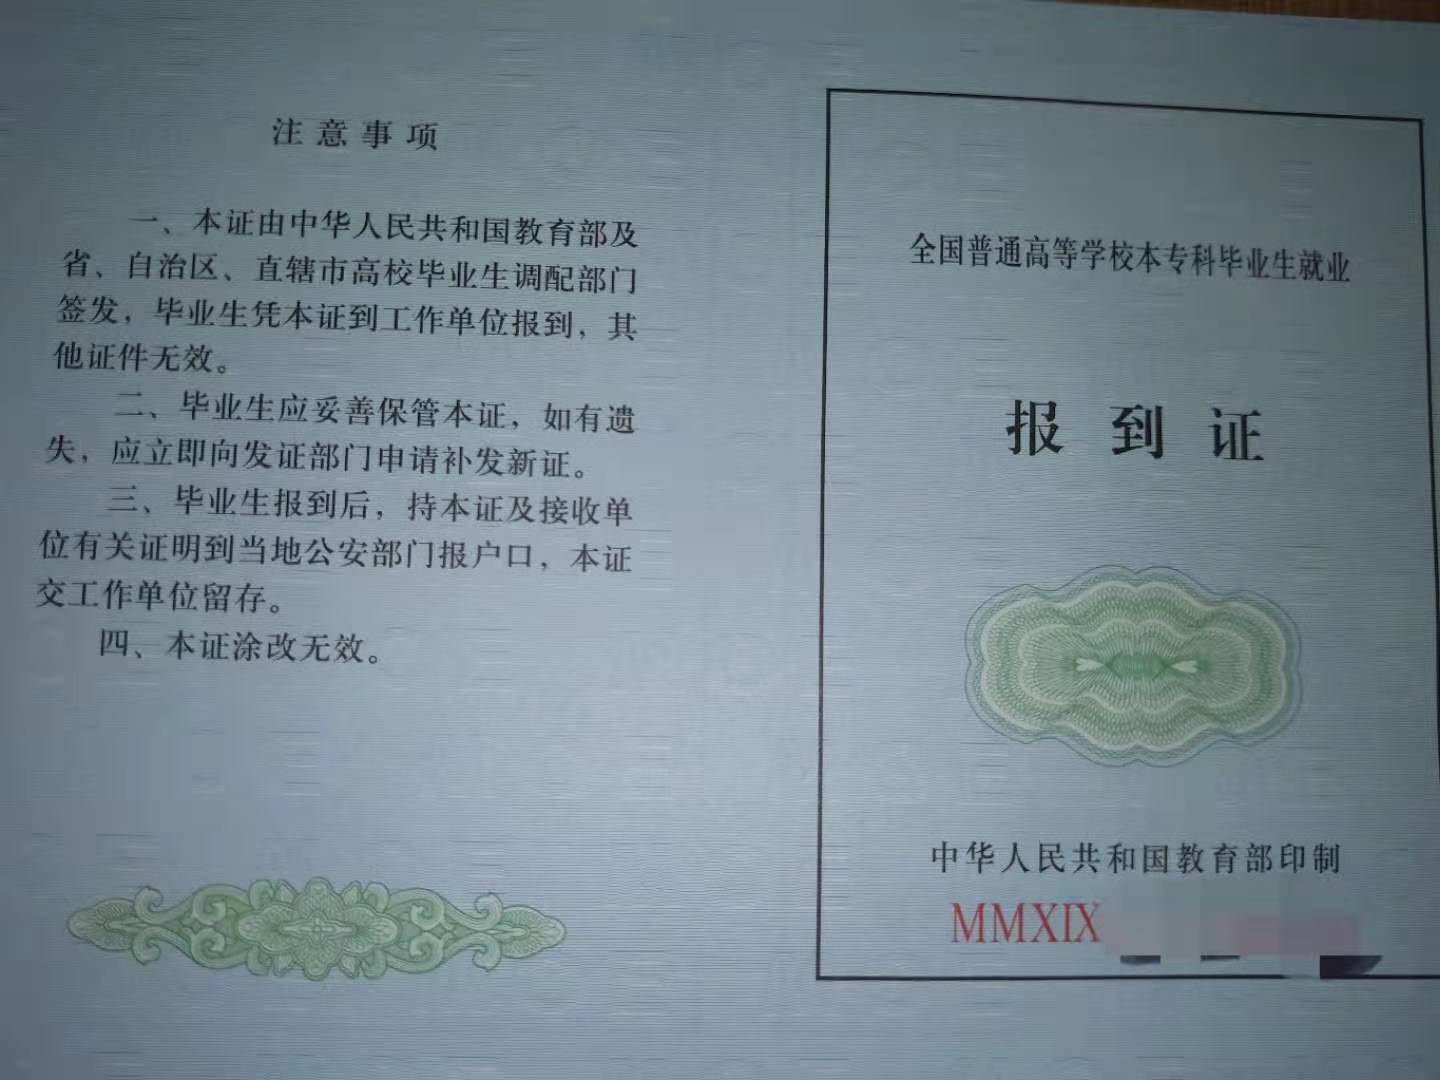 注意事项
一、本证由中华人民共和国教育部及
省、自治区、直辖市高校毕业生调配部门
签发，毕业生凭本证到工作单位报到，其
他证件无效。
二、毕业生应妥善保管本证，如有遗
失，应立即向发证部门申请补发新证。
三、毕业生报到后，持本证及接收单
位有关证明到当地公安部门报户口，本证
交工作单位留存。
四、本证涂改无效。
全国普通高等学校本专科毕业生就业
报到证
中华人民共和国教育部印制
MMXIX